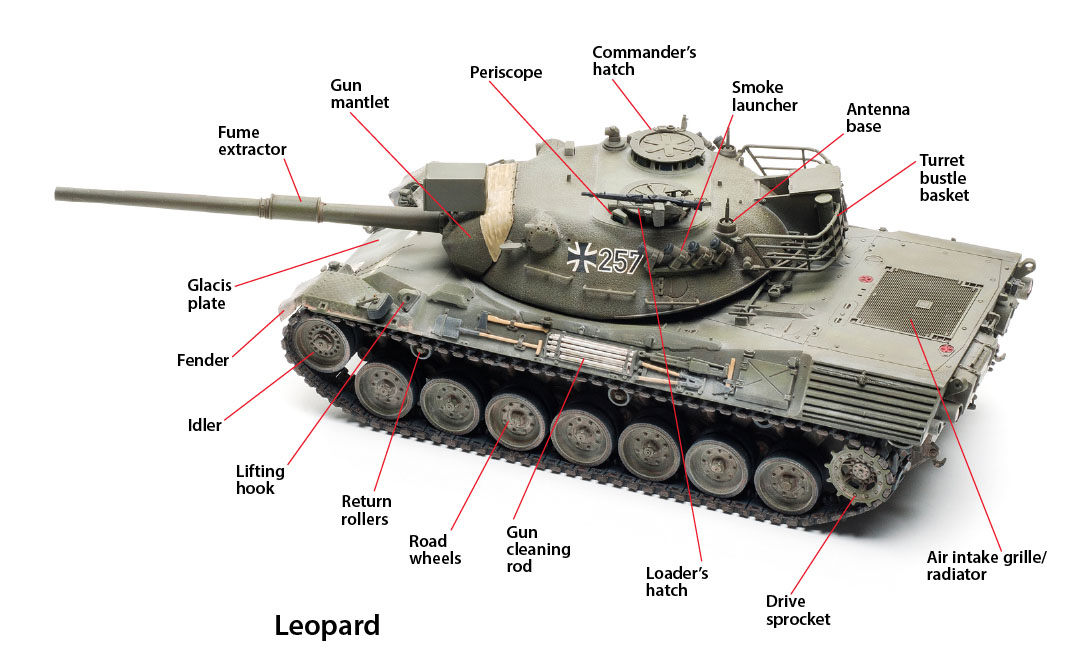 Commander's
hatch
Periscope
Smoke
launcher
Gun
mantlet
Antenna
base
Fume
extractor
Turret
bustle
basket
257
Glacis
plate
Fender
Idler
Lifting
hook
Return
rollers
Road
wheels
Gun
cleaning
rod
Loader's
hatch
Drive
sprocket
Air intake grille/
radiator
Leopard